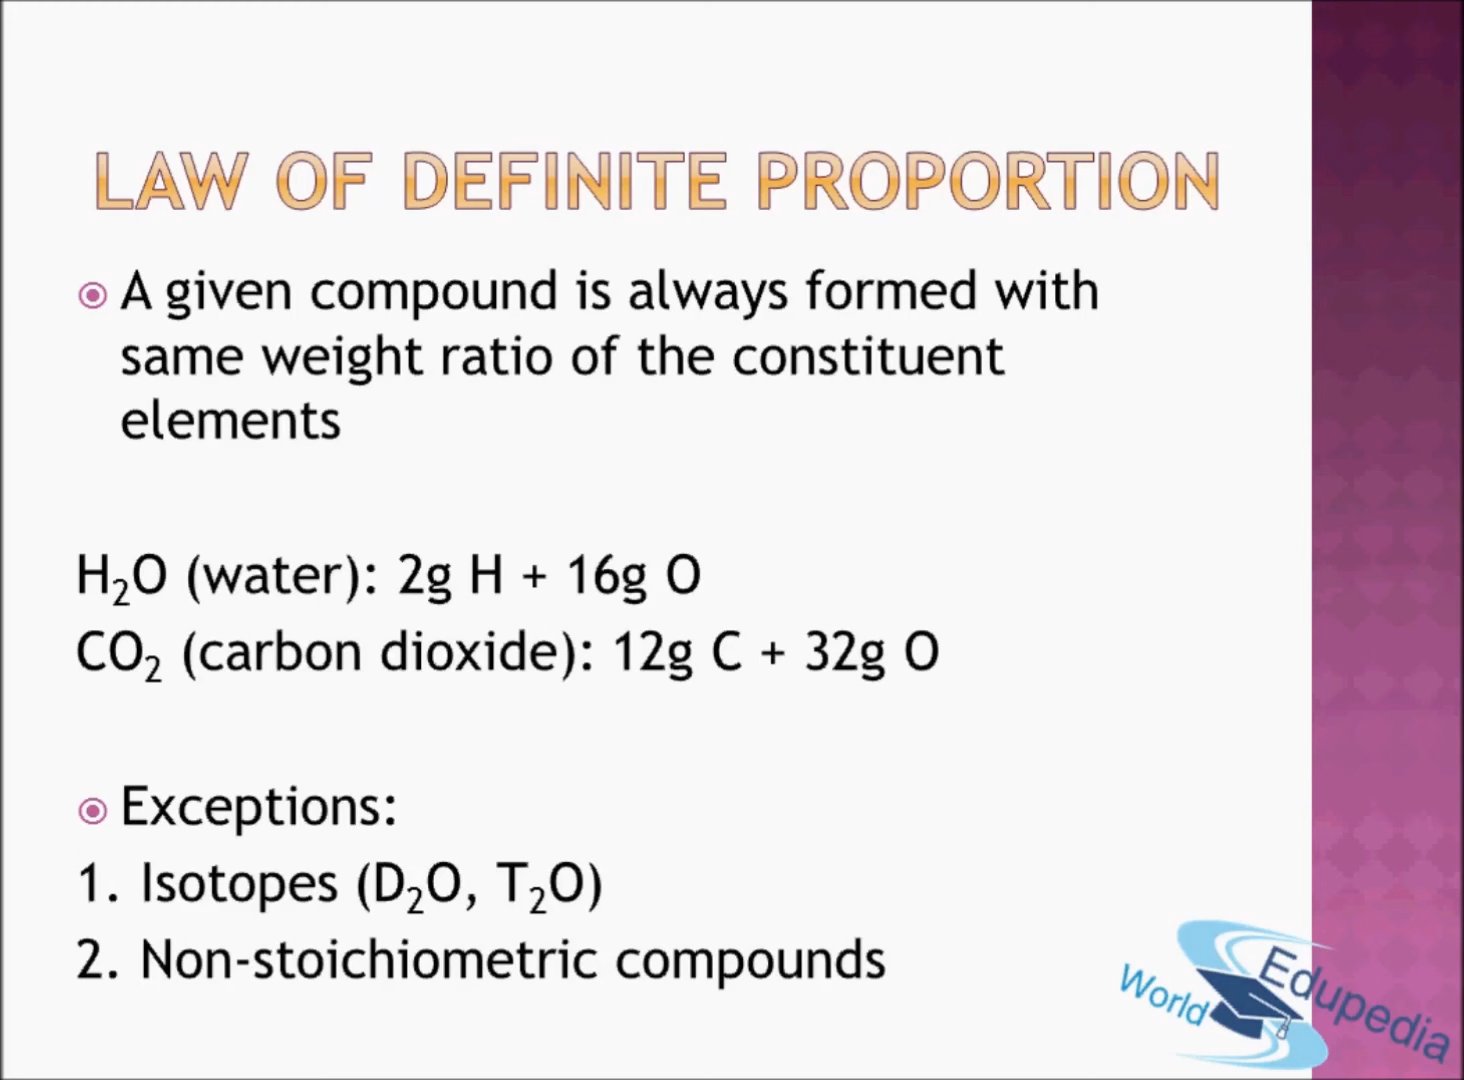 LAW OF DEFINITE PROPORTION
A given compound is always formed with
same weight ratio of the constituent
elements
H₂O (water): 2g H + 16g O
CO₂ (carbon dioxide): 12g C + 32g O
Exceptions:
1. Isotopes (D₂O, T₂O)
2. Non-stoichiometric compounds
World Edupedia